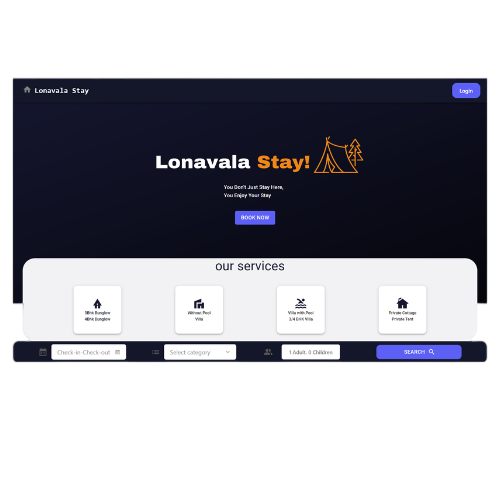 Lonavala Stay
Login
Lonavala Stay!
You Don't Just Stay Here,
You Enjoy Your Stay
BOOK NOW
our services
3Bhk Bunglow
4Bhk Bunglow
Without Pool
Villa
Villa with Pool
3/4 BHK Villa
Private Cottage
Private Tent
Check-in-Check-out
Select category
1 Adult. 0 Children
SEARCH